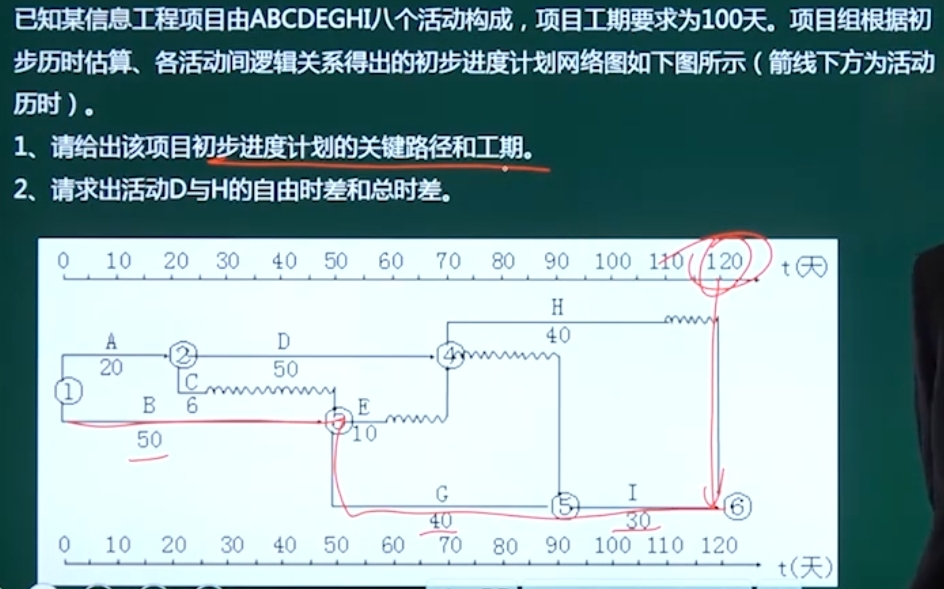 已知某信息工程项目由ABCDEGHI八个活动构成，项目工期要求为100天。项目组根据初
步历时估算、各活动间逻辑关系得出的初步进度计划网络图如下图所示（箭线下方为活动
历时）。
1、请给出该项目初步进度计划的关键路径和工期。
2、请求出活动D与H的自由时差和总时差。
0 10 20 30 40 50 60 70 80 90 100 110 120 t(天)
H
40
A
20
②
D
50
④
①
C
6
B
50
③
E
10
G
40
⑤
I
30
⑥
0 10 20 30 40 50 60 70 80 90 100 110 120
t(天)